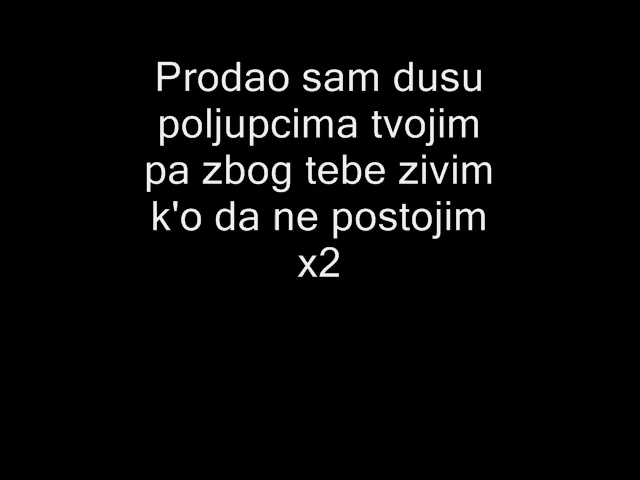 Prodao sam dusu
poljupcima tvojim
pa zbog tebe zivim
k'o da ne postojim
x2